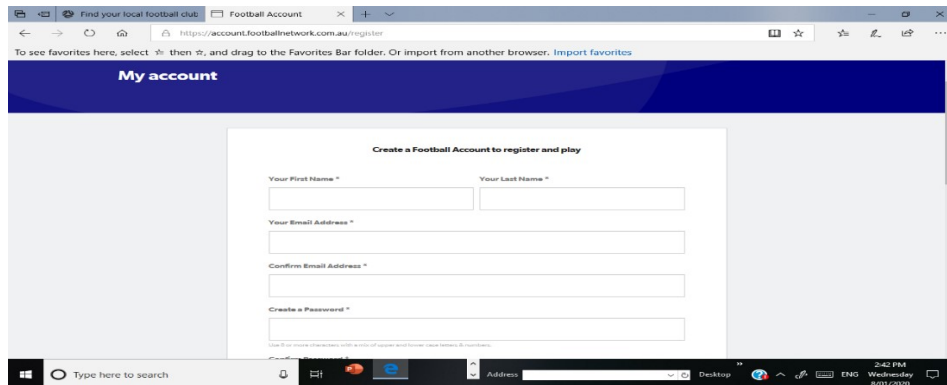 Find your local football club Football Account
https://account.footballnetwork.com.au/register
To see favorites here, select ☆ then ☆, and drag to the Favorites Bar folder. Or import from another browser. Import favorites
My account
Create a Football Account to register and play
Your First Name * Your Last Name *
Your Email Address *
Confirm Email Address *
Create a Password *
Use 8 or more characters with a mix of upper and lower case letters & numbers.
Confirm Password *
Type here to search Address Desktop ENG 2:42 PM
Wednesday
8/01/2020